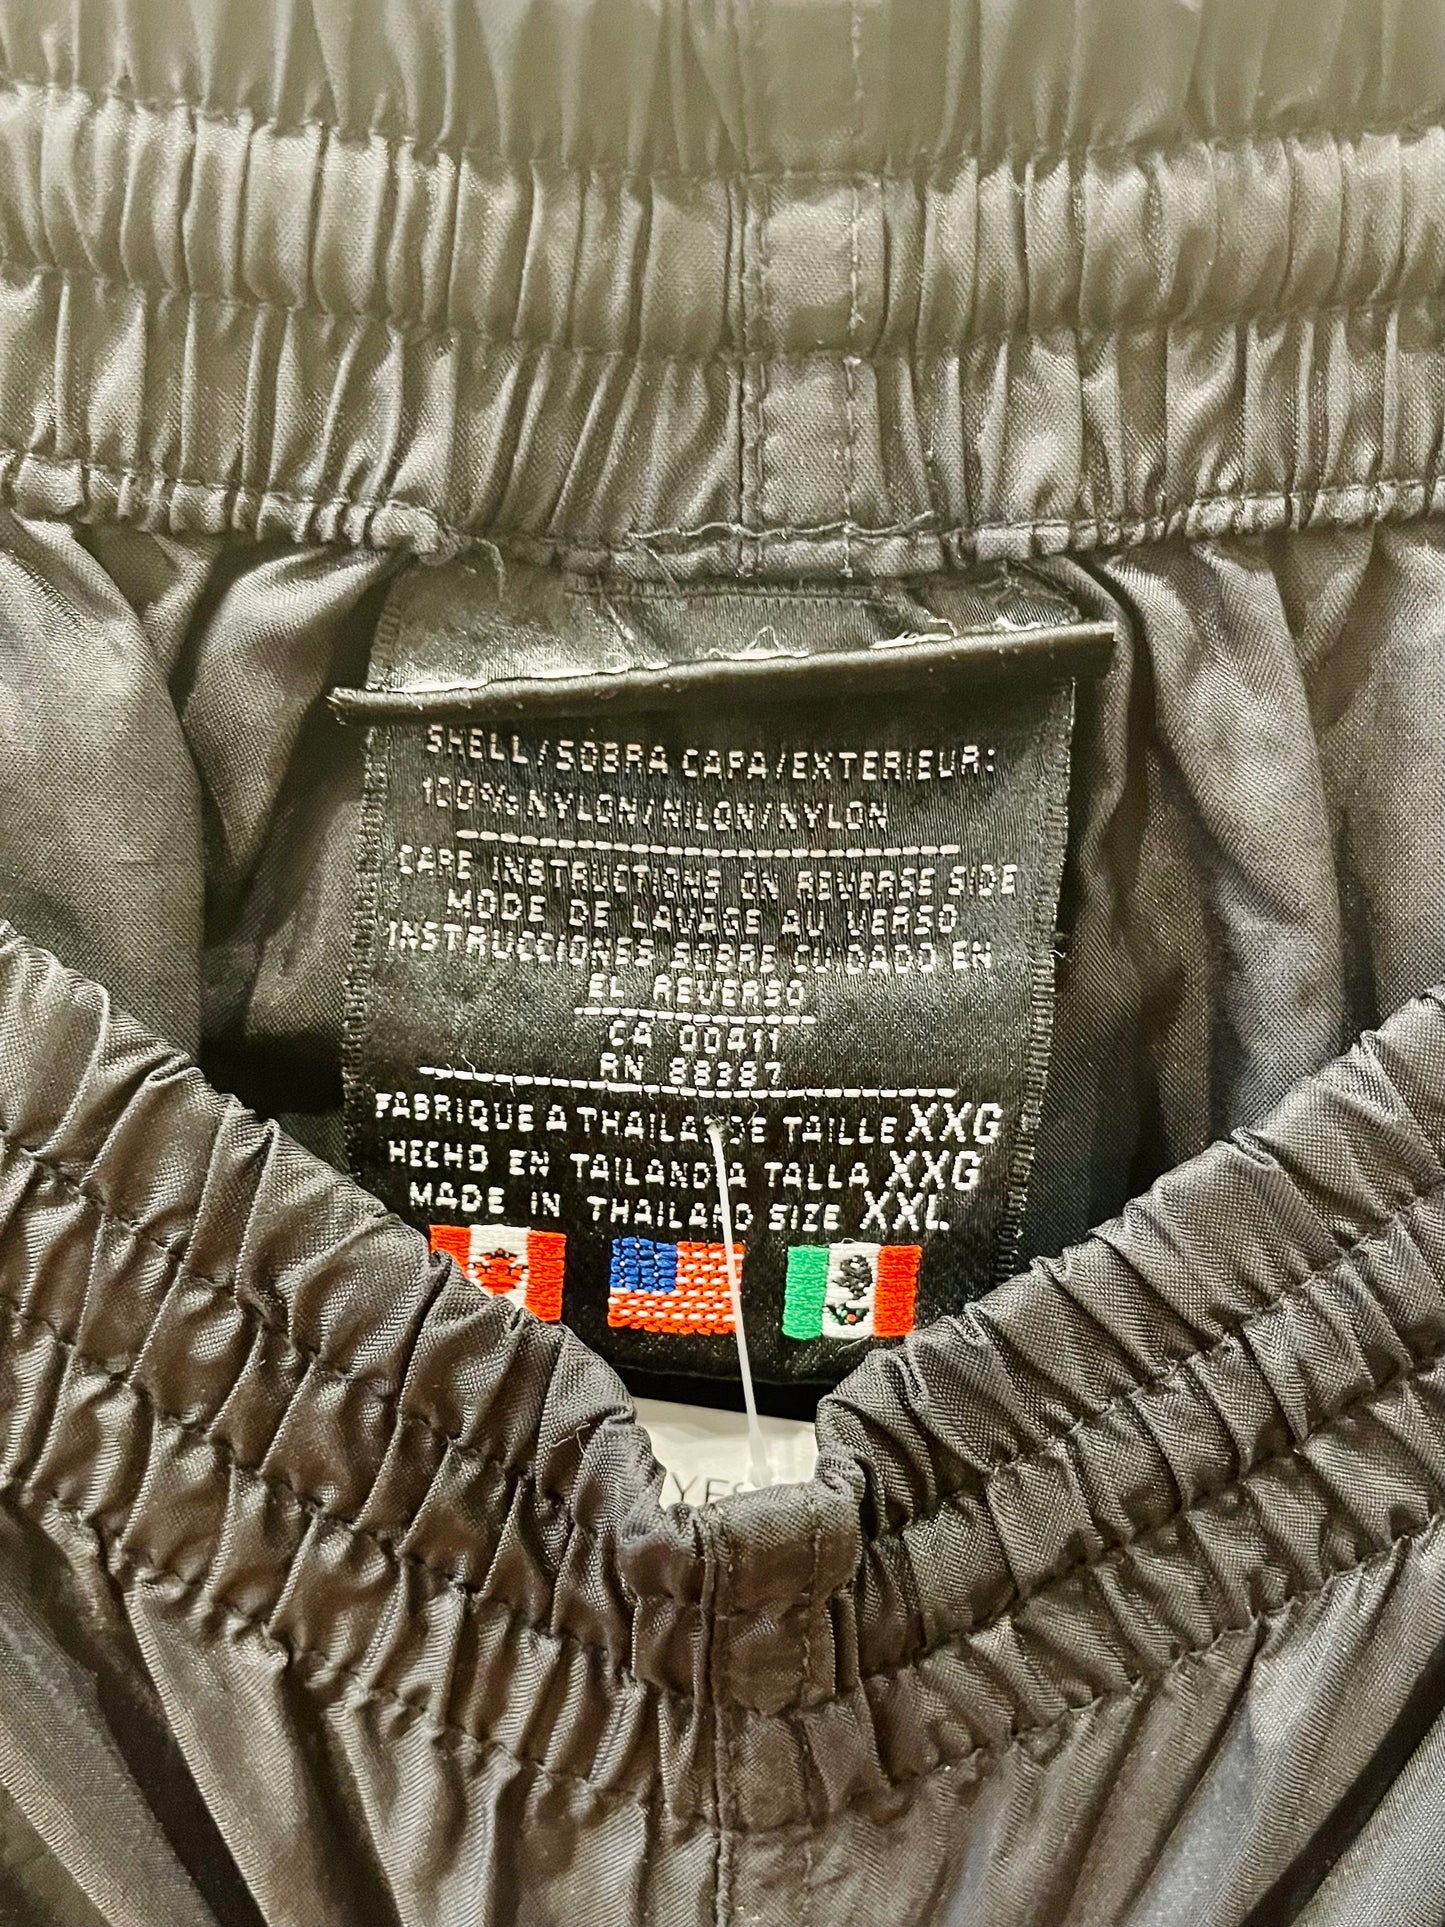 SHELL/SOBRA CAPA/EXTERIEUR:
100% NYLON/NILON/NYLON
CARE INSTRUCTIONS ON REVERSE SIDE
MODE DE LAVAGE AU VERSO
INSTRUCCIONES SOBRE CUIDADO EN
EL REVERSO
CA 00411
RN 88387
FABRIQUE A THAILANDE TAILLE XXG
HECHO EN TAILANDIA TALLA XXG
MADE IN THAILAND SIZE XXL